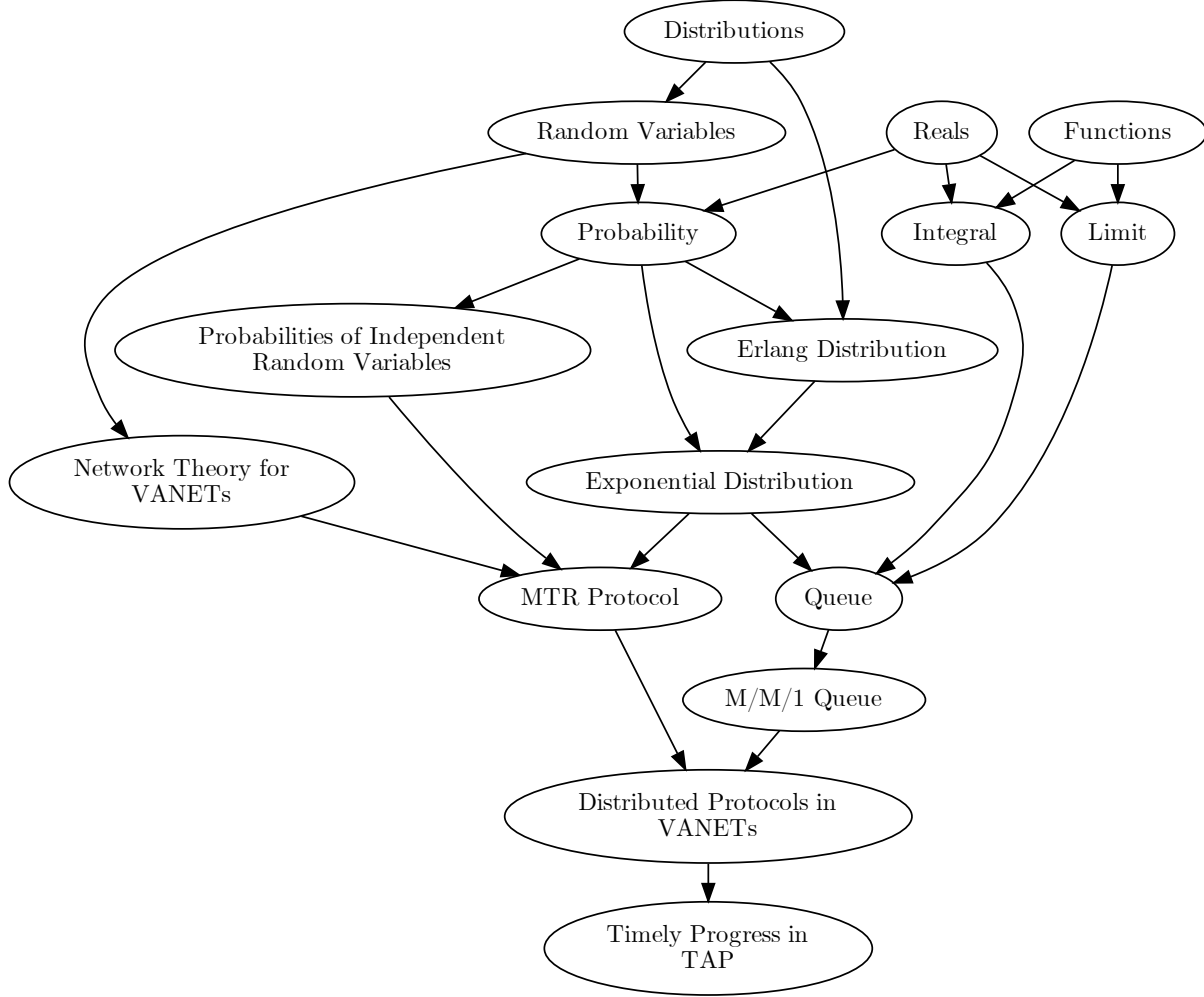 Distributions
Random Variables
Reals
Functions
Probability
Integral
Limit
Probabilities of Independent
Random Variables
Erlang Distribution
Network Theory for
VANETs
Exponential Distribution
MTR Protocol
Queue
M/M/1 Queue
Distributed Protocols in
VANETs
Timely Progress in
TAP